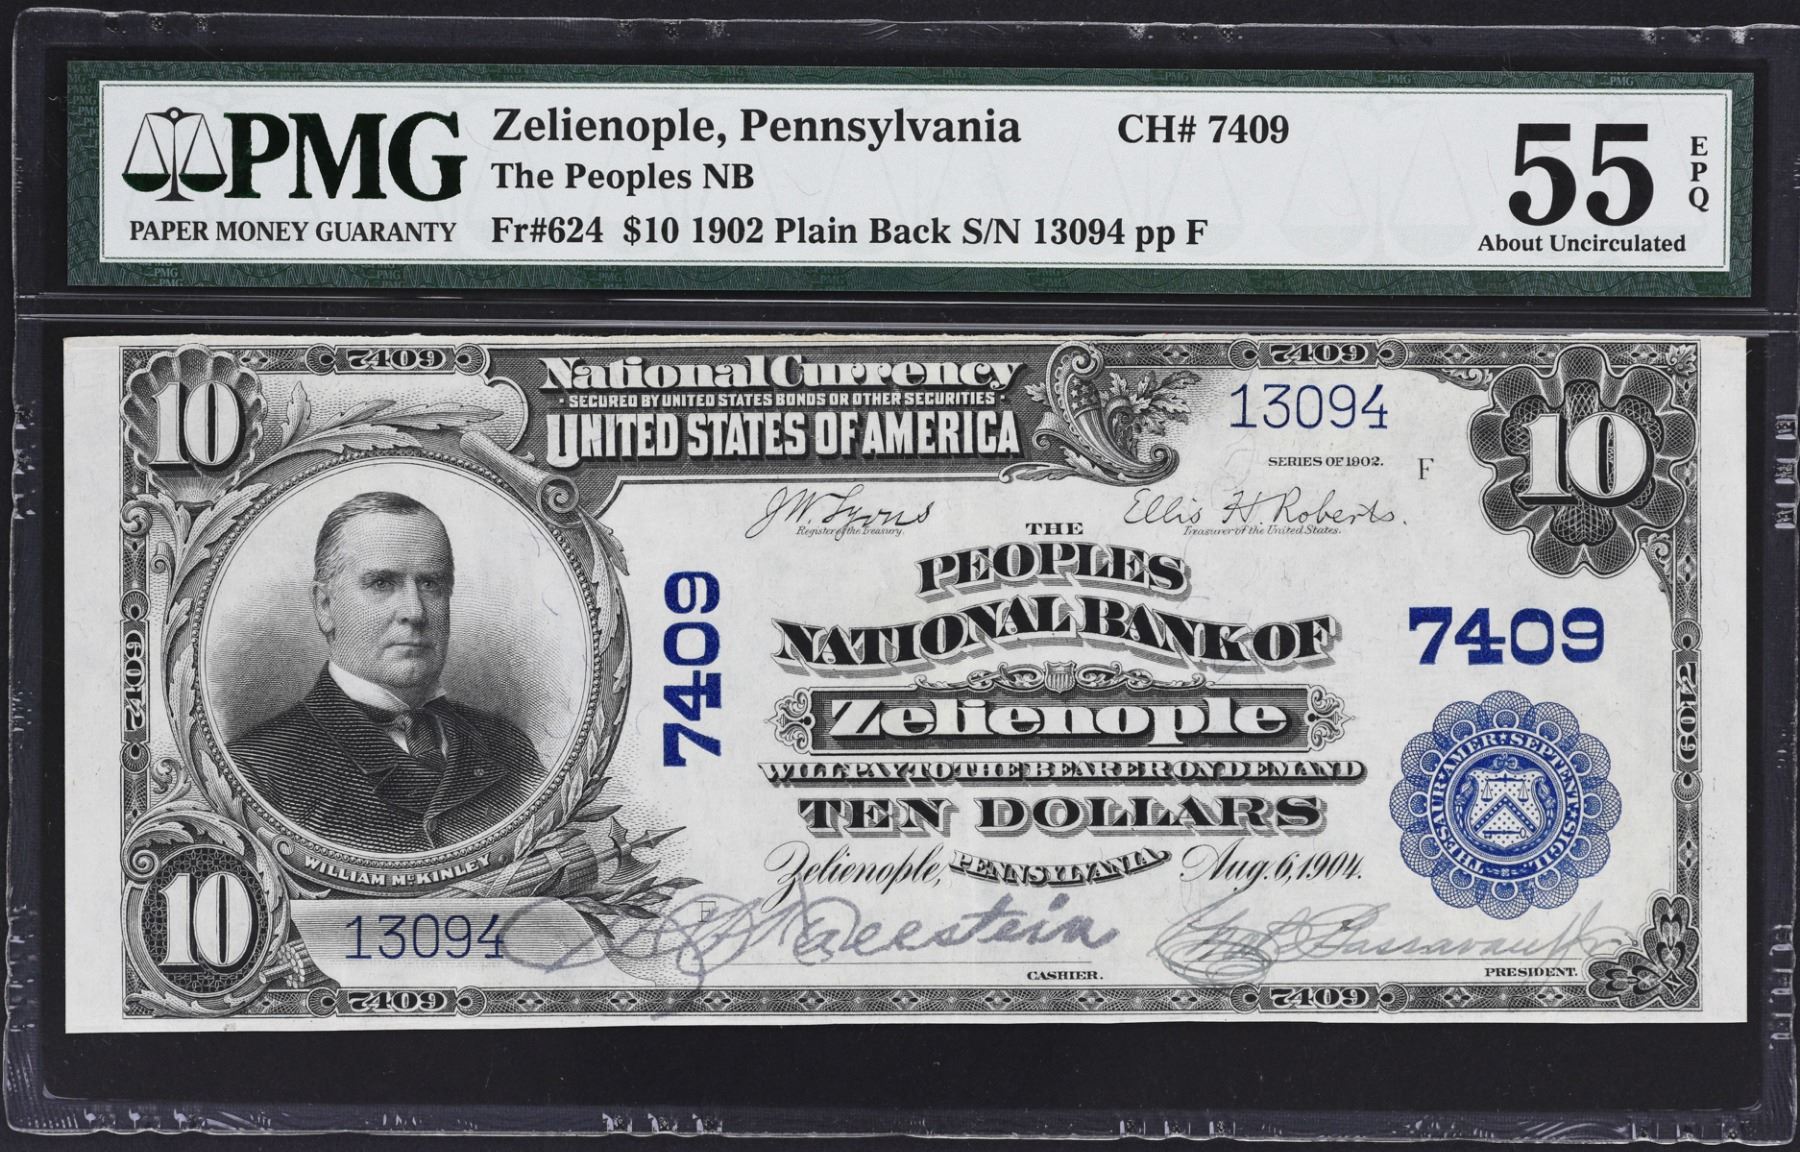 PMG
PAPER MONEY GUARANTY
Zelienople, Pennsylvania CH# 7409
The Peoples NB
Fr#624 $10 1902 Plain Back S/N 13094 pp F
55 EPQ
About Uncirculated
7409 7409
10 National Currency 13094 10
SECURED BY UNITED STATES BONDS OR OTHER SECURITIES
UNITED STATES OF AMERICA
SERIES OF 1902. F
J.W. Lyons Ellis H. Roberts.
Register of the Treasury. Treasurer of the United States.
THE
PEOPLES
NATIONAL BANK OF
7409 7409 7409 7409
Zelienople
WILL PAY TO THE BEARER ON DEMAND
TEN DOLLARS
THESAUR. AMER. SEPTENT. SIGIL.
Zelienople, PENNSYLVANIA, Aug. 6, 1904.
WILLIAM McKINLEY
10 13094 F
CASHIER. PRESIDENT.
7409 7409